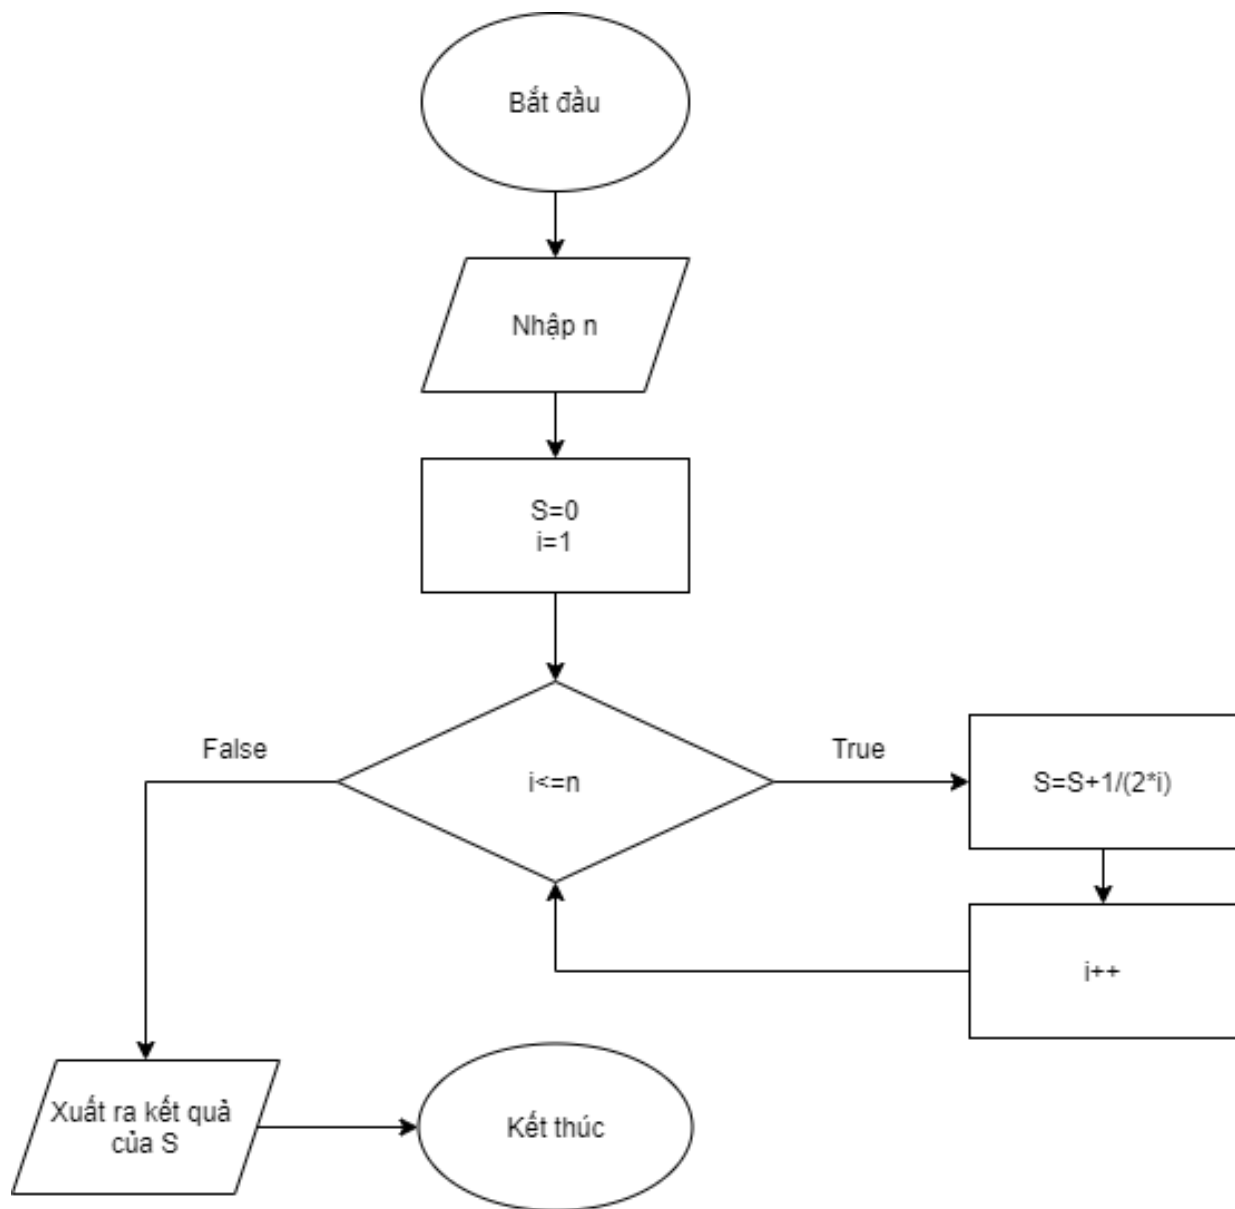 Bắt đầu
Nhập n
S=0
i=1
False
True
i<=n
S=S+1/(2*i)
i++
Xuất ra kết quả
của S
Kết thúc